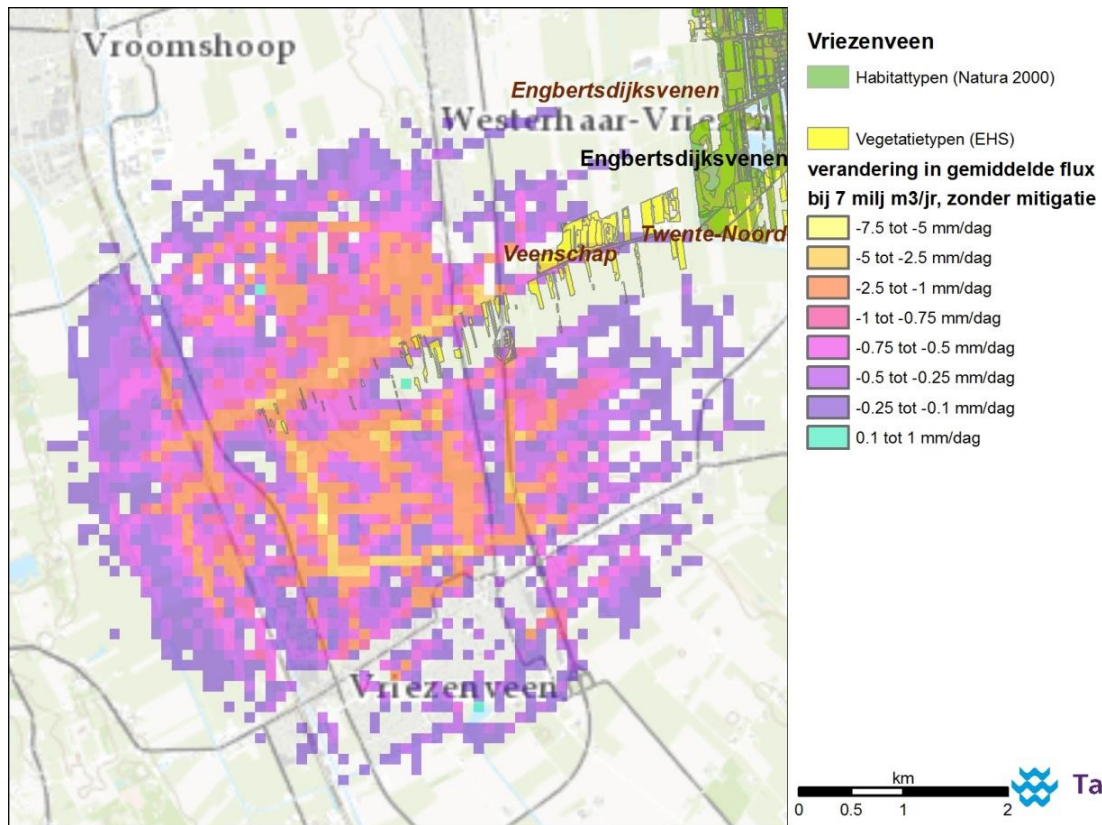 Vroomshoop
Engbertsdijksvenen
Westerhaar-Vriezen
Engbertsdijksvenen
Twente-Noord
Veenschap
Vriezenveen
Vriezenveen
Habitattypen (Natura 2000)
Vegetatietypen (EHS)
verandering in gemiddelde flux
bij 7 milj m3/jr, zonder mitigatie
-7.5 tot -5 mm/dag
-5 tot -2.5 mm/dag
-2.5 tot -1 mm/dag
-1 tot -0.75 mm/dag
-0.75 tot -0.5 mm/dag
-0.5 tot -0.25 mm/dag
-0.25 tot -0.1 mm/dag
0.1 tot 1 mm/dag
km
0 0.5 1 2
Ta